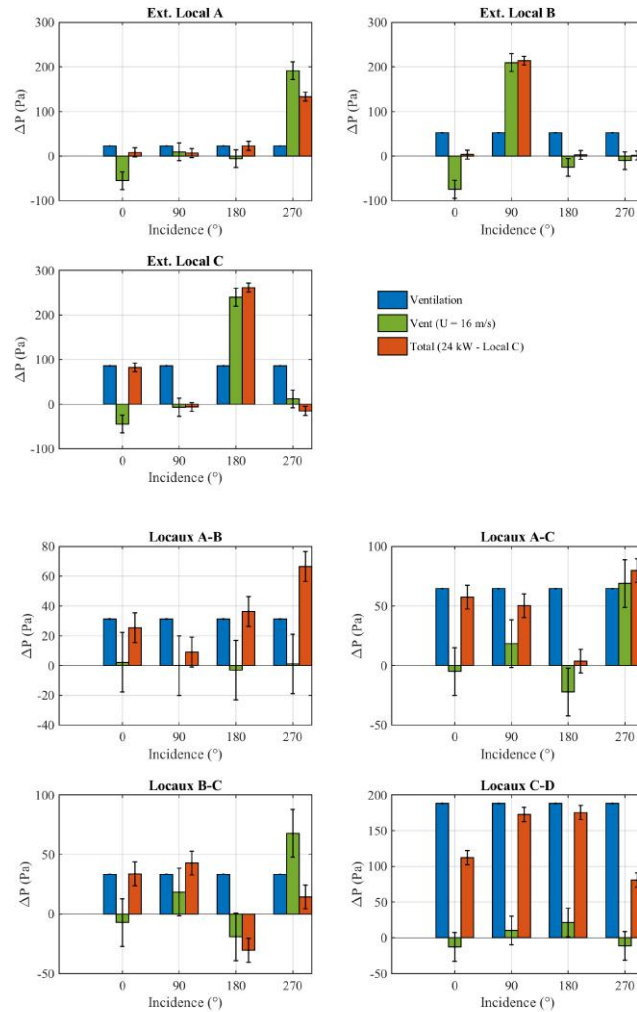 Ext. Local A
ΔP (Pa)
300
200
100
0
-100
0 90 180 270
Incidence (°)
Ext. Local B
ΔP (Pa)
300
200
100
0
-100
0 90 180 270
Incidence (°)
Ext. Local C
ΔP (Pa)
300
200
100
0
-100
0 90 180 270
Incidence (°)
Ventilation
Vent (U = 16 m/s)
Total (24 kW - Local C)
Locaux A-B
ΔP (Pa)
80
60
40
20
0
-20
-40
0 90 180 270
Incidence (°)
Locaux A-C
ΔP (Pa)
100
50
0
-50
0 90 180 270
Incidence (°)
Locaux B-C
ΔP (Pa)
100
50
0
-50
0 90 180 270
Incidence (°)
Locaux C-D
ΔP (Pa)
200
150
100
50
0
-50
0 90 180 270
Incidence (°)